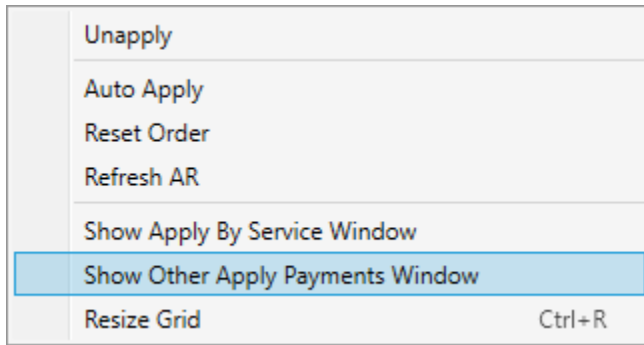 Unapply
Auto Apply
Reset Order
Refresh AR
Show Apply By Service Window
Show Other Apply Payments Window
Resize Grid Ctrl+R